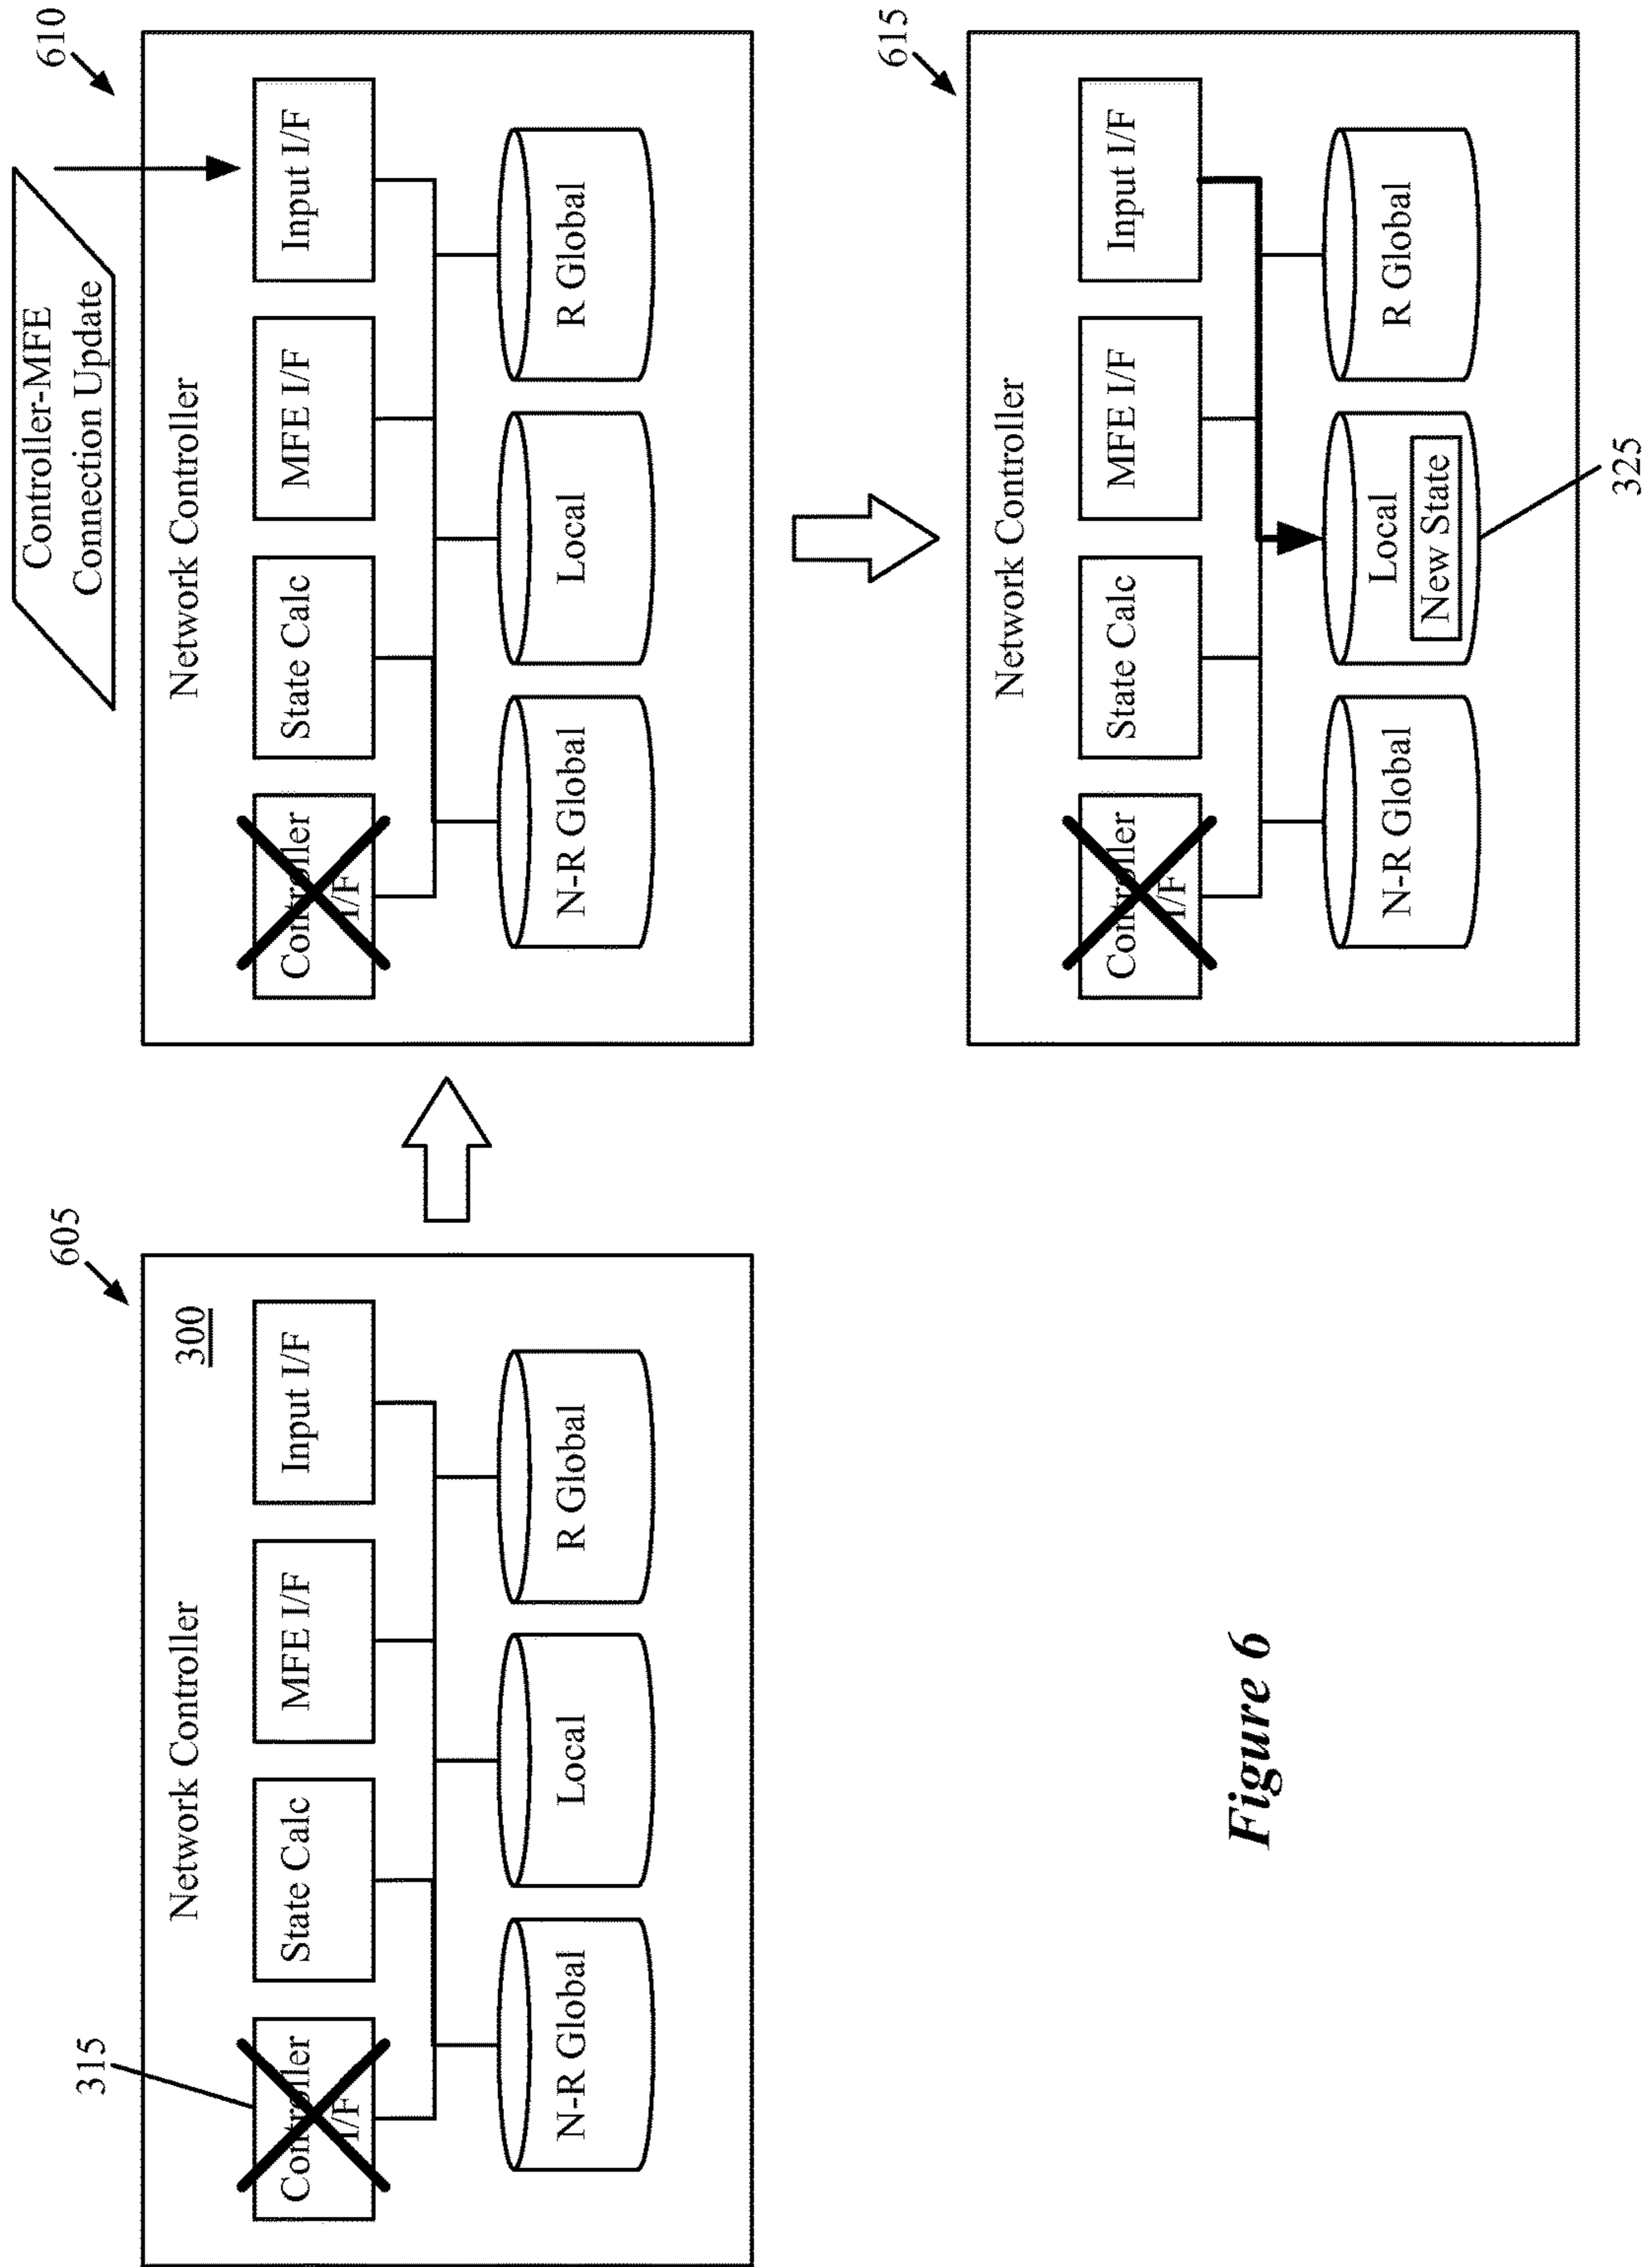 605
315
Network Controller
300
Controller
I/F
State Calc
MFE I/F
Input I/F
N-R Global
Local
R Global
Controller-MFE
Connection Update
610
Network Controller
Controller
I/F
State Calc
MFE I/F
Input I/F
N-R Global
Local
R Global
615
Network Controller
Controller
I/F
State Calc
MFE I/F
Input I/F
N-R Global
Local
New State
R Global
325
Figure 6